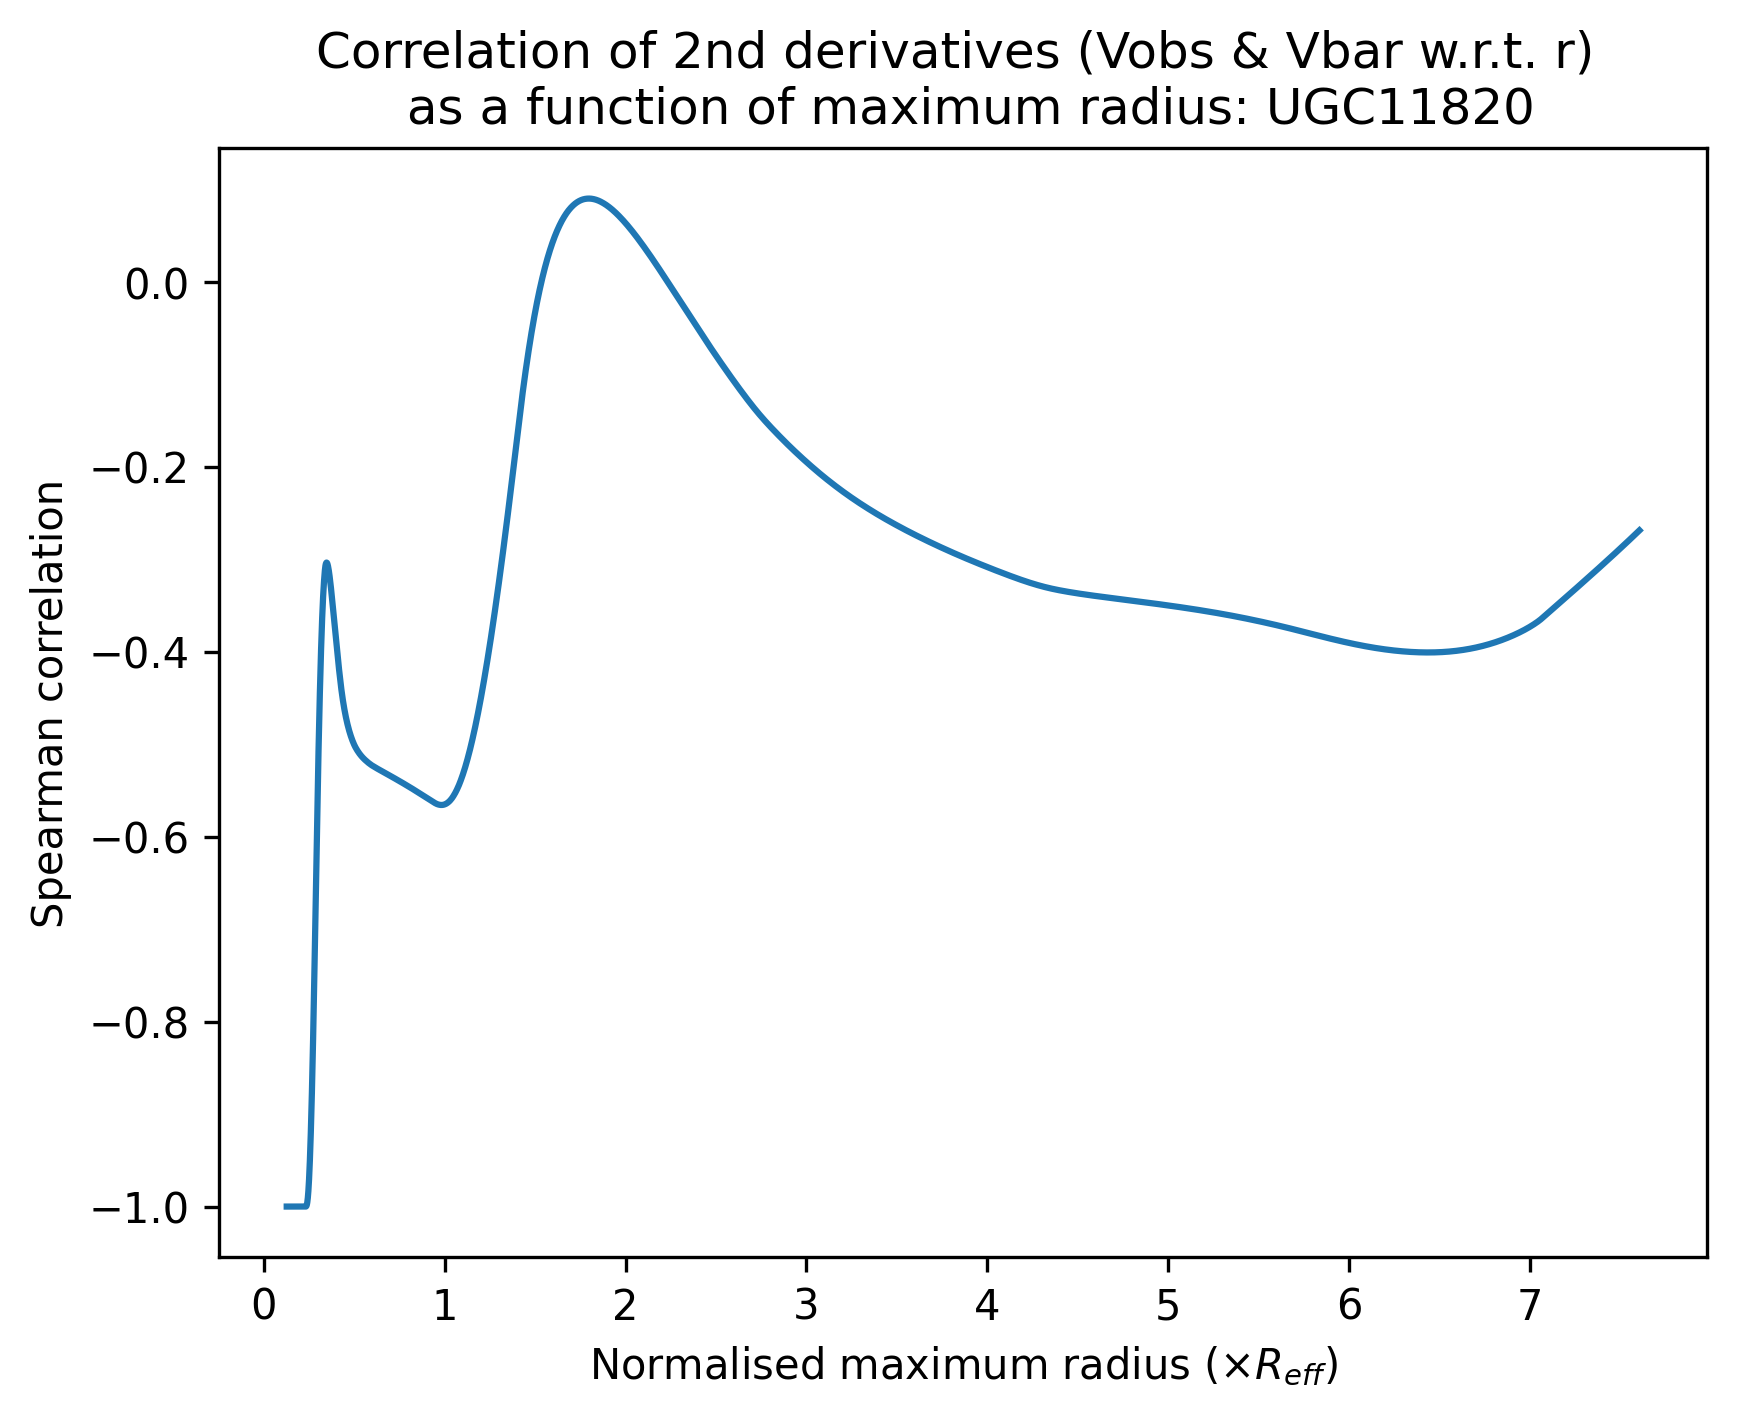 Correlation of 2nd derivatives (Vobs & Vbar w.r.t. r)
as a function of maximum radius: UGC11820
Spearman correlation
0.0
−0.2
−0.4
−0.6
−0.8
−1.0
0 1 2 3 4 5 6 7
Normalised maximum radius (×R_eff)